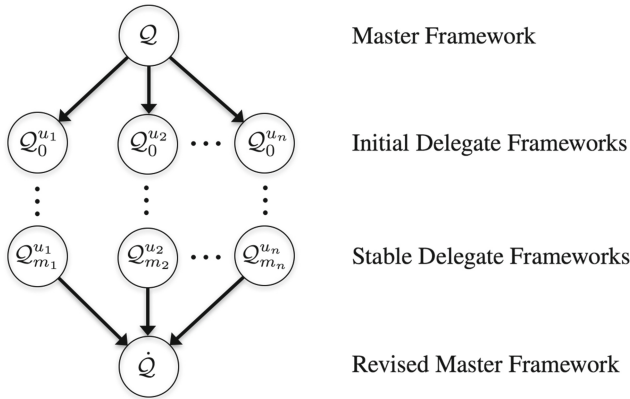 𝒬 Master Framework
𝒬₀^{u₁} 𝒬₀^{u₂} ··· 𝒬₀^{uₙ} Initial Delegate Frameworks
𝒬_{m₁}^{u₁} 𝒬_{m₂}^{u₂} ··· 𝒬_{mₙ}^{uₙ} Stable Delegate Frameworks
𝒬̇ Revised Master Framework